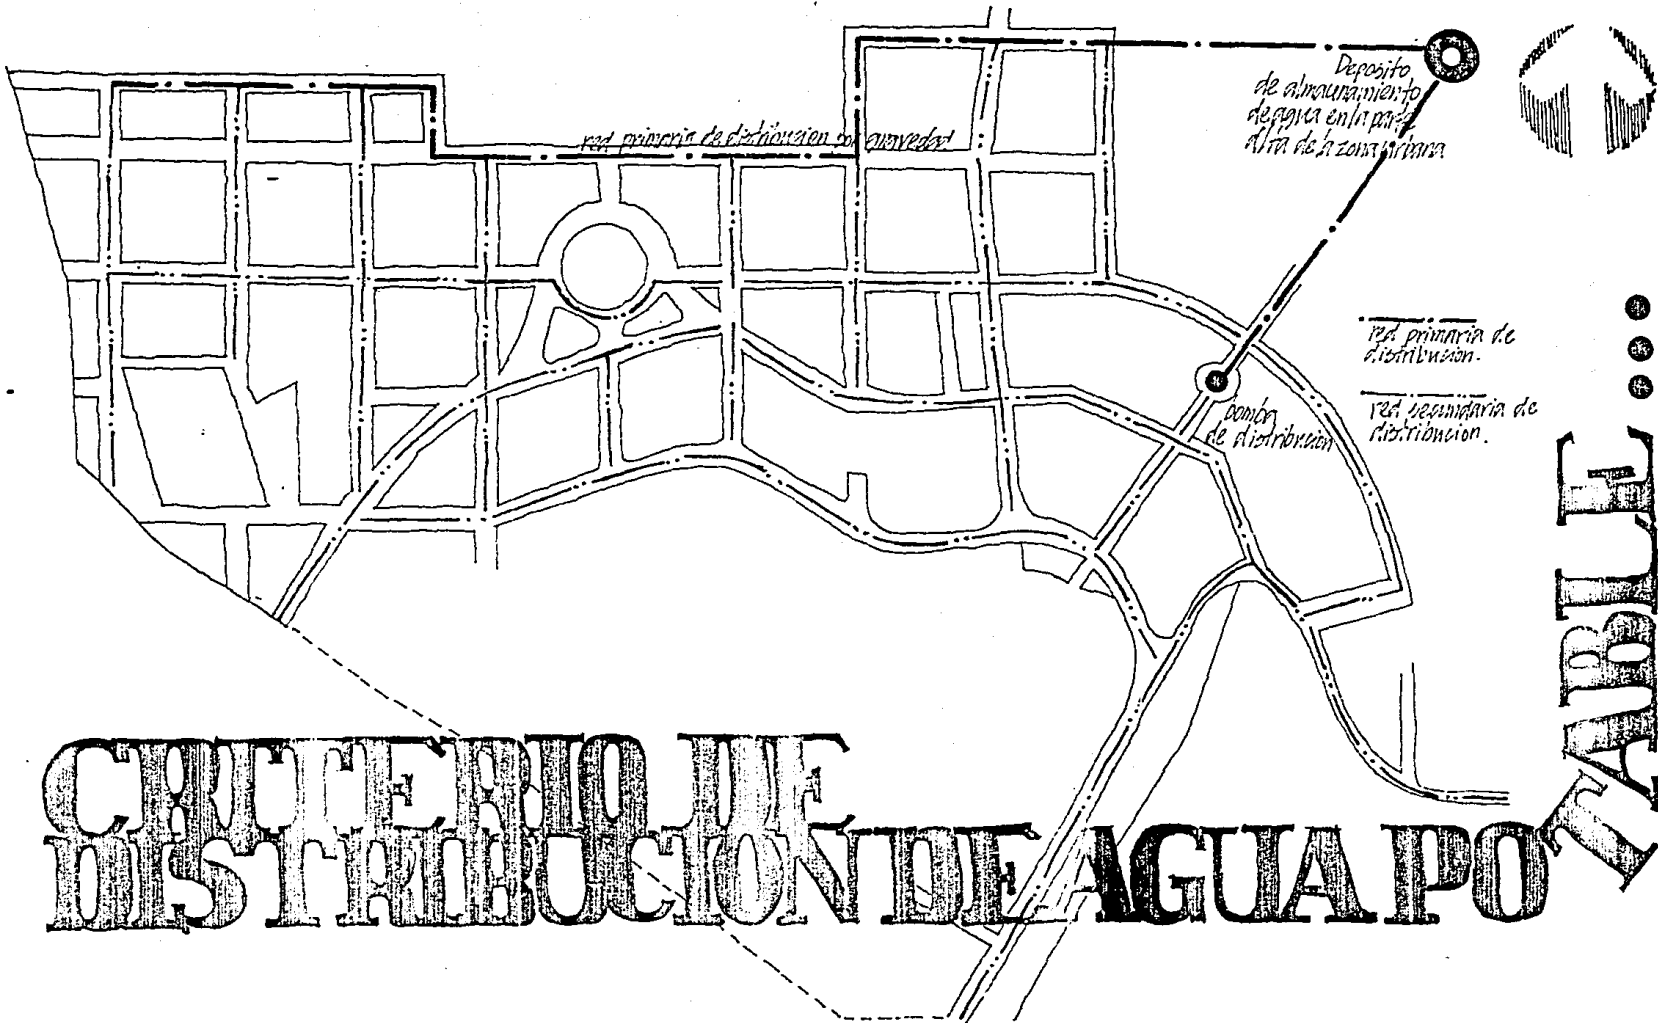 Deposito
de almacenamiento
de agua en la parte
alta de la zona urbana
red primaria de distribucion por gravedad
red primaria de
distribucion.
red secundaria de
distribucion.
bomba
de distribucion
CRITERIO DE
DISTRIBUCIÓN DE AGUA POTABLE